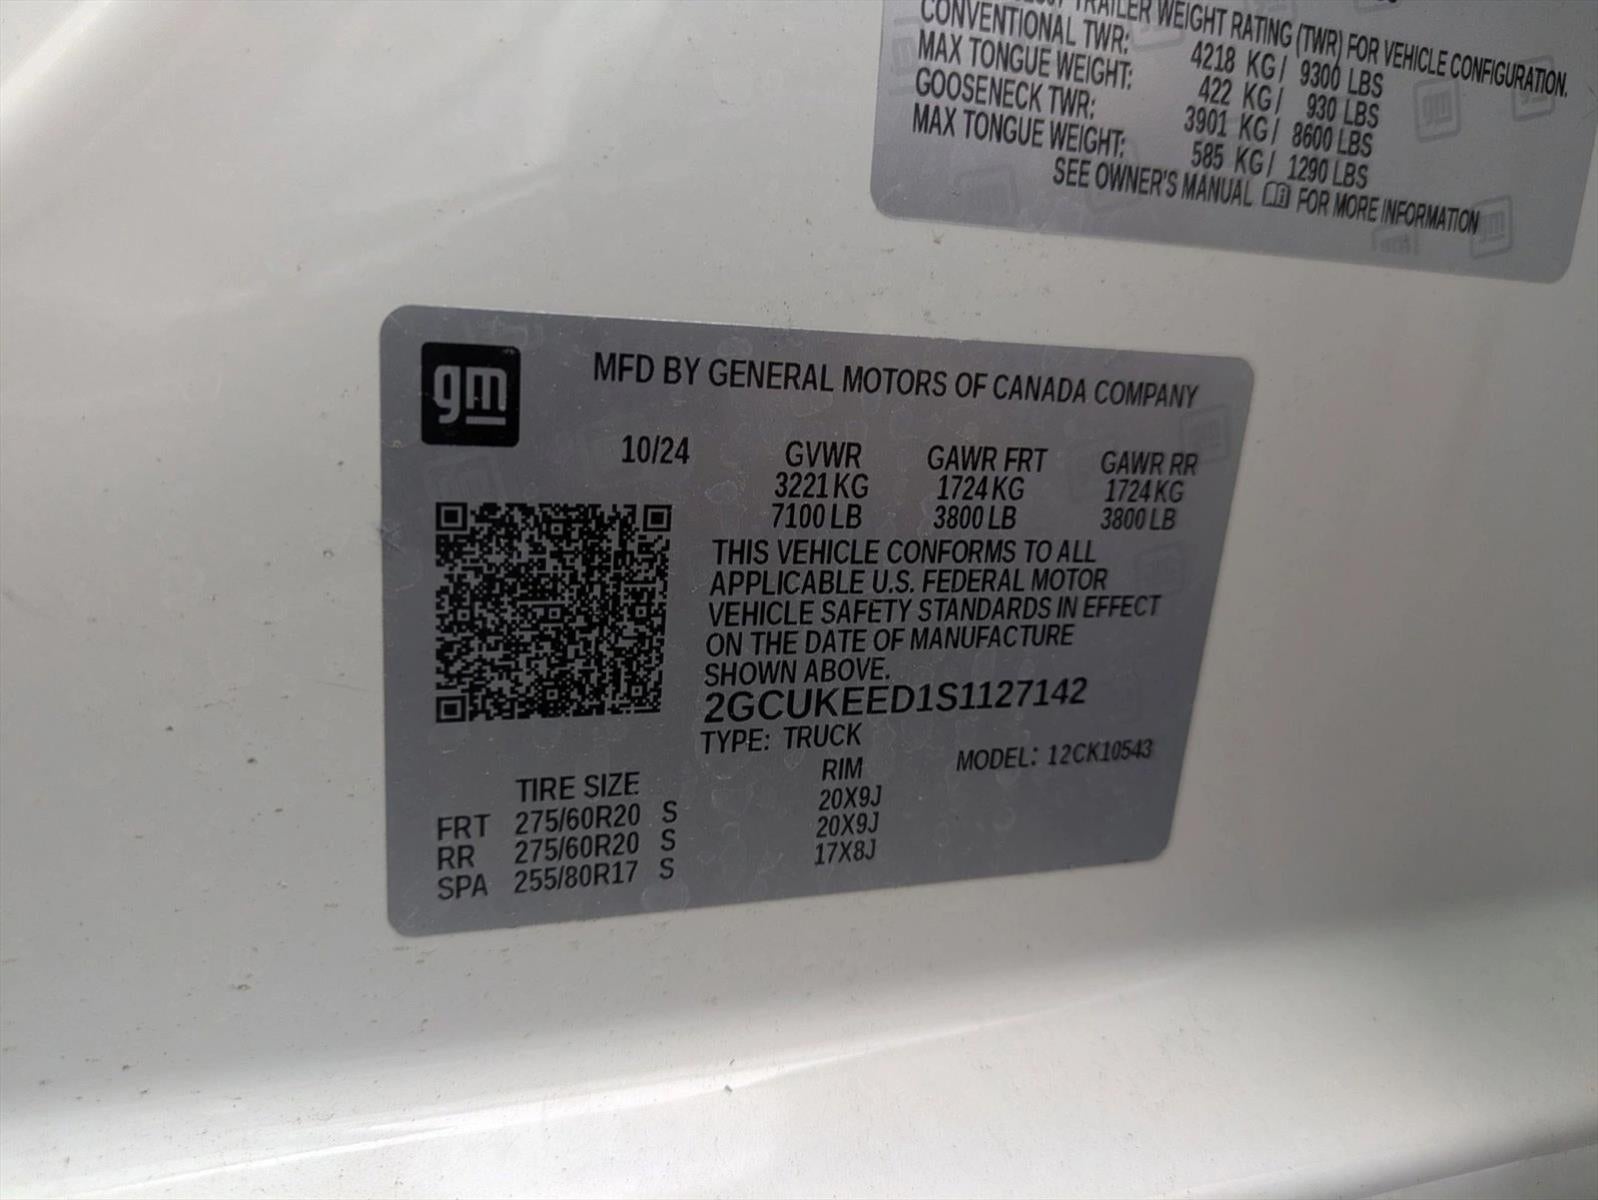 TRAILER WEIGHT RATING (TWR) FOR VEHICLE CONFIGURATION.
CONVENTIONAL TWR: 4218 KG/ 9300 LBS
MAX TONGUE WEIGHT: 422 KG/ 930 LBS
GOOSENECK TWR: 3901 KG/ 8600 LBS
MAX TONGUE WEIGHT: 585 KG/ 1290 LBS
SEE OWNER'S MANUAL FOR MORE INFORMATION
gm
MFD BY GENERAL MOTORS OF CANADA COMPANY
10/24 GVWR GAWR FRT GAWR RR
3221 KG 1724 KG 1724 KG
7100 LB 3800 LB 3800 LB
THIS VEHICLE CONFORMS TO ALL
APPLICABLE U.S. FEDERAL MOTOR
VEHICLE SAFETY STANDARDS IN EFFECT
ON THE DATE OF MANUFACTURE
SHOWN ABOVE.
2GCUKEED1S1127142
TYPE: TRUCK MODEL: 12CK10543
TIRE SIZE RIM
FRT 275/60R20 S 20X9J
RR 275/60R20 S 20X9J
SPA 255/80R17 S 17X8J